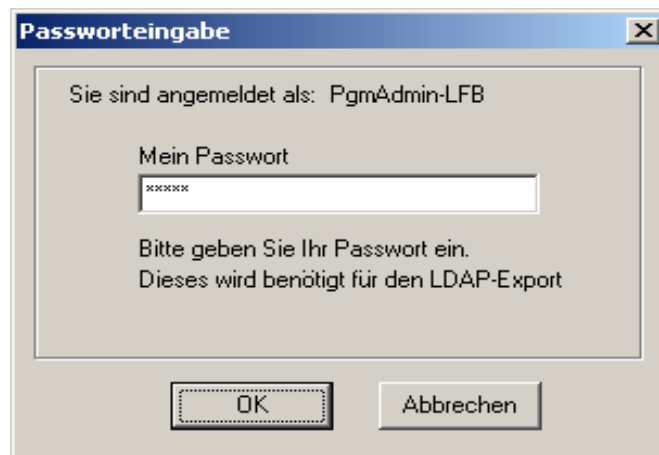 Passworteingabe
Sie sind angemeldet als: PgmAdmin-LFB
Mein Passwort
*****
Bitte geben Sie Ihr Passwort ein.
Dieses wird benötigt für den LDAP-Export
OK
Abbrechen